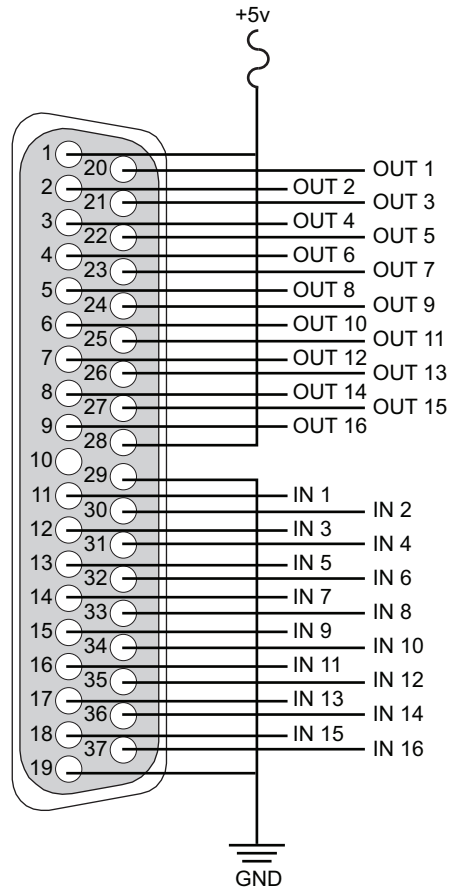 +5v
1
20 OUT 1
2 OUT 2
21 OUT 3
3 OUT 4
22 OUT 5
4 OUT 6
23 OUT 7
5 OUT 8
24 OUT 9
6 OUT 10
25 OUT 11
7 OUT 12
26 OUT 13
8 OUT 14
27 OUT 15
9 OUT 16
28
10
29
11 IN 1
30 IN 2
12 IN 3
31 IN 4
13 IN 5
32 IN 6
14 IN 7
33 IN 8
15 IN 9
34 IN 10
16 IN 11
35 IN 12
17 IN 13
36 IN 14
18 IN 15
37 IN 16
19
GND